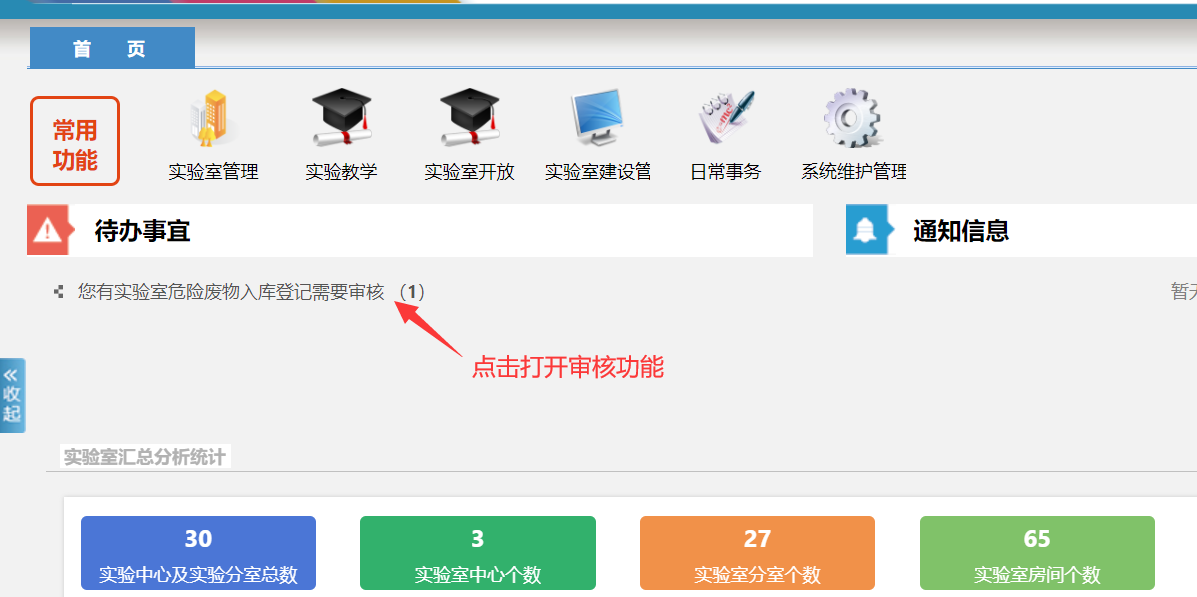 首 页
常用
功能
实验室管理
实验教学
实验室开放
实验室建设管
日常事务
系统维护管理
待办事宜
通知信息
您有实验室危险废物入库登记需要审核 （1）
暂无
点击打开审核功能
«
收
起
实验室汇总分析统计
30
实验中心及实验分室总数
3
实验室中心个数
27
实验室分室个数
65
实验室房间个数